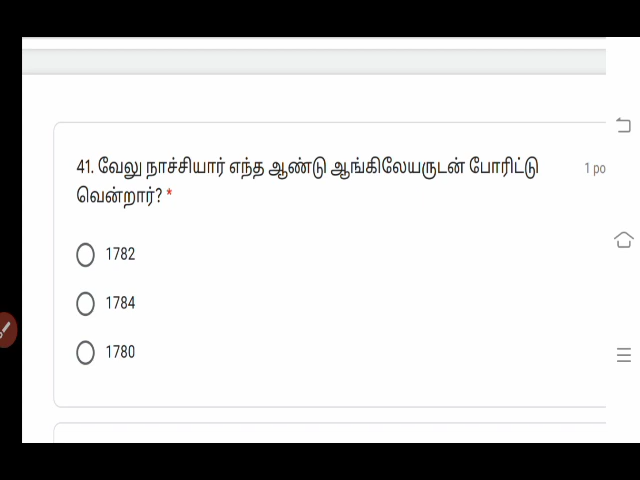 41. வேலு நாச்சியார் எந்த ஆண்டு ஆங்கிலேயருடன் போரிட்டு 1 po
வென்றார்? *
1782
1784
1780